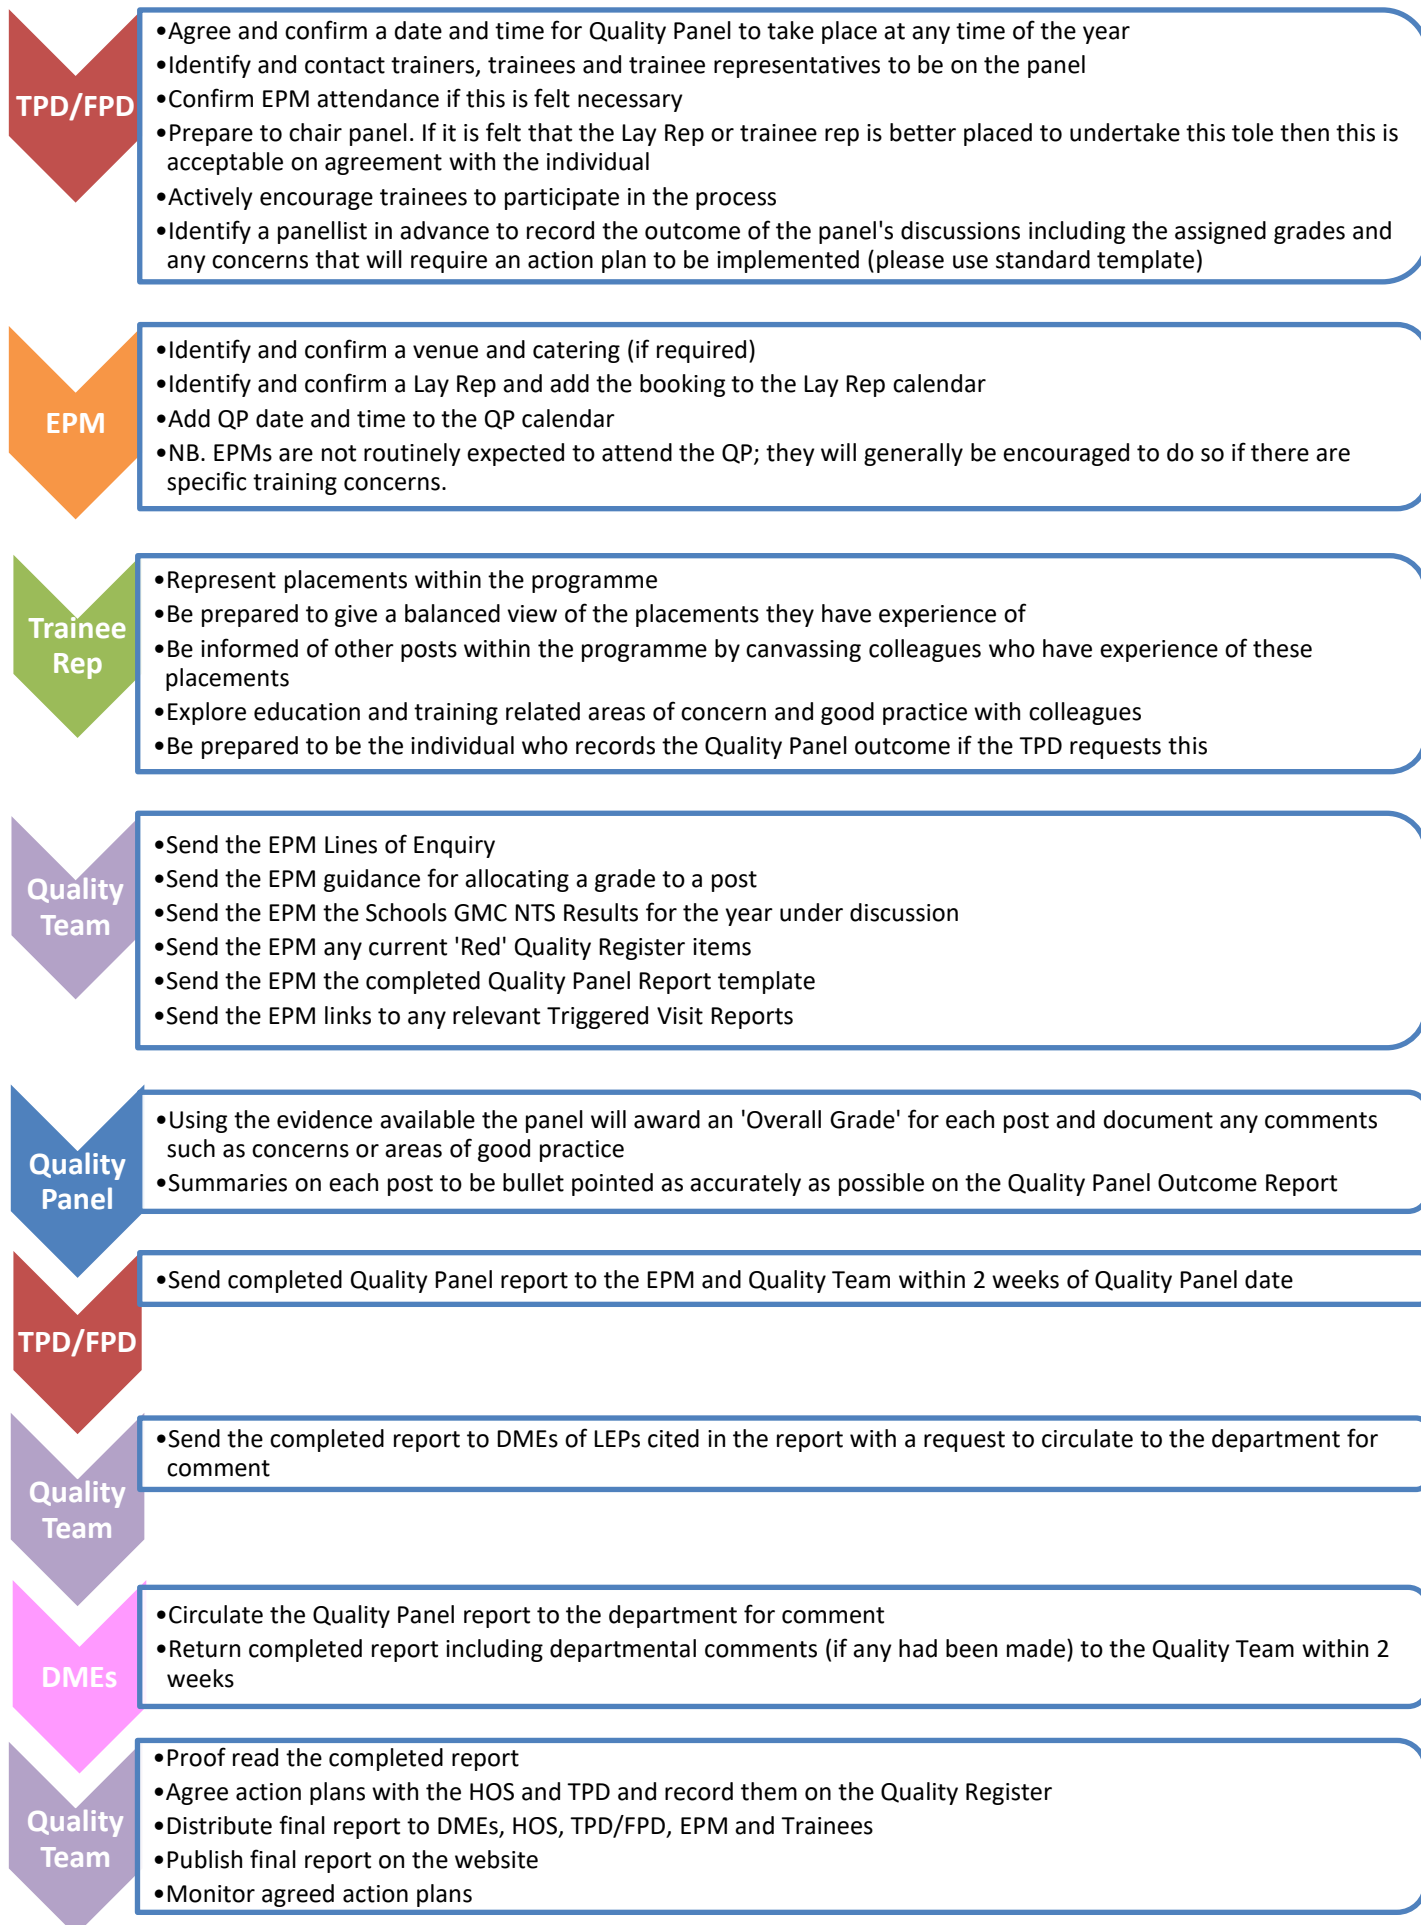 TPD/FPD
•Agree and confirm a date and time for Quality Panel to take place at any time of the year
•Identify and contact trainers, trainees and trainee representatives to be on the panel
•Confirm EPM attendance if this is felt necessary
•Prepare to chair panel. If it is felt that the Lay Rep or trainee rep is better placed to undertake this tole then this is
acceptable on agreement with the individual
•Actively encourage trainees to participate in the process
•Identify a panellist in advance to record the outcome of the panel's discussions including the assigned grades and
any concerns that will require an action plan to be implemented (please use standard template)
EPM
•Identify and confirm a venue and catering (if required)
•Identify and confirm a Lay Rep and add the booking to the Lay Rep calendar
•Add QP date and time to the QP calendar
•NB. EPMs are not routinely expected to attend the QP; they will generally be encouraged to do so if there are
specific training concerns.
Trainee
Rep
•Represent placements within the programme
•Be prepared to give a balanced view of the placements they have experience of
•Be informed of other posts within the programme by canvassing colleagues who have experience of these
placements
•Explore education and training related areas of concern and good practice with colleagues
•Be prepared to be the individual who records the Quality Panel outcome if the TPD requests this
Quality
Team
•Send the EPM Lines of Enquiry
•Send the EPM guidance for allocating a grade to a post
•Send the EPM the Schools GMC NTS Results for the year under discussion
•Send the EPM any current 'Red' Quality Register items
•Send the EPM the completed Quality Panel Report template
•Send the EPM links to any relevant Triggered Visit Reports
Quality
Panel
•Using the evidence available the panel will award an 'Overall Grade' for each post and document any comments
such as concerns or areas of good practice
•Summaries on each post to be bullet pointed as accurately as possible on the Quality Panel Outcome Report
TPD/FPD
•Send completed Quality Panel report to the EPM and Quality Team within 2 weeks of Quality Panel date
Quality
Team
•Send the completed report to DMEs of LEPs cited in the report with a request to circulate to the department for
comment
DMEs
•Circulate the Quality Panel report to the department for comment
•Return completed report including departmental comments (if any had been made) to the Quality Team within 2
weeks
Quality
Team
•Proof read the completed report
•Agree action plans with the HOS and TPD and record them on the Quality Register
•Distribute final report to DMEs, HOS, TPD/FPD, EPM and Trainees
•Publish final report on the website
•Monitor agreed action plans